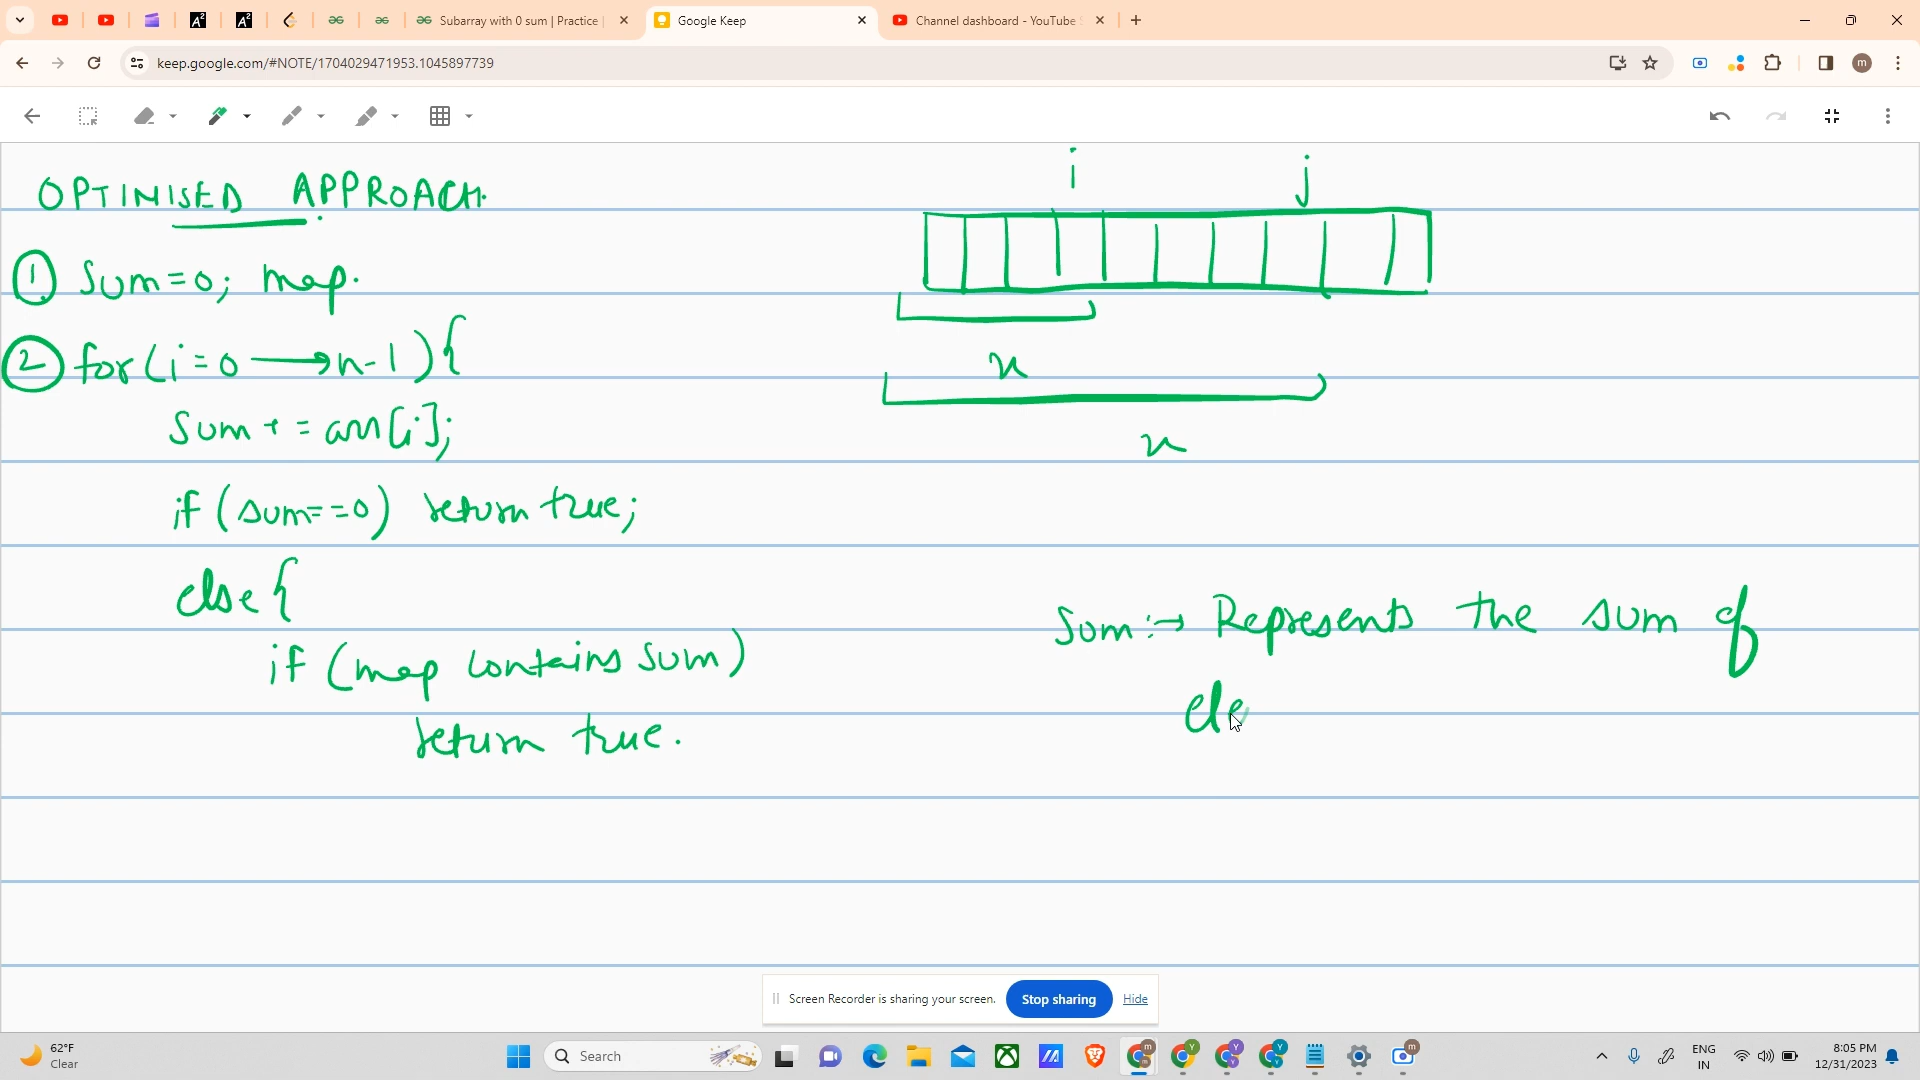 Subarray with 0 sum | Practice |
Google Keep
Channel dashboard - YouTube S
keep.google.com/#NOTE/1704029471953.1045897739
OPTIMISED APPROACH.
1 Sum=0; map.
2 for(i=0 → n-1){
Sum+=arr[i];
if (sum==0) return true;
else {
if (map contains sum)
return true.
i
j
x
x
Sum :→ Represents the sum of
ele
Screen Recorder is sharing your screen.
Stop sharing
Hide
62°F
Clear
Search
ENG
IN
8:05 PM
12/31/2023